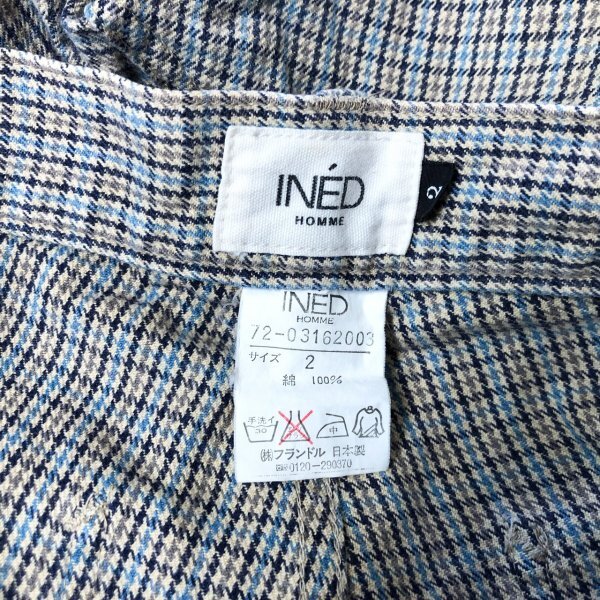 INÉD
HOMME
2
INÉD
HOMME
72-03162003
サイズ 2
綿 100%
手洗イ
中
㈱フランドル 日本製
0120-290370